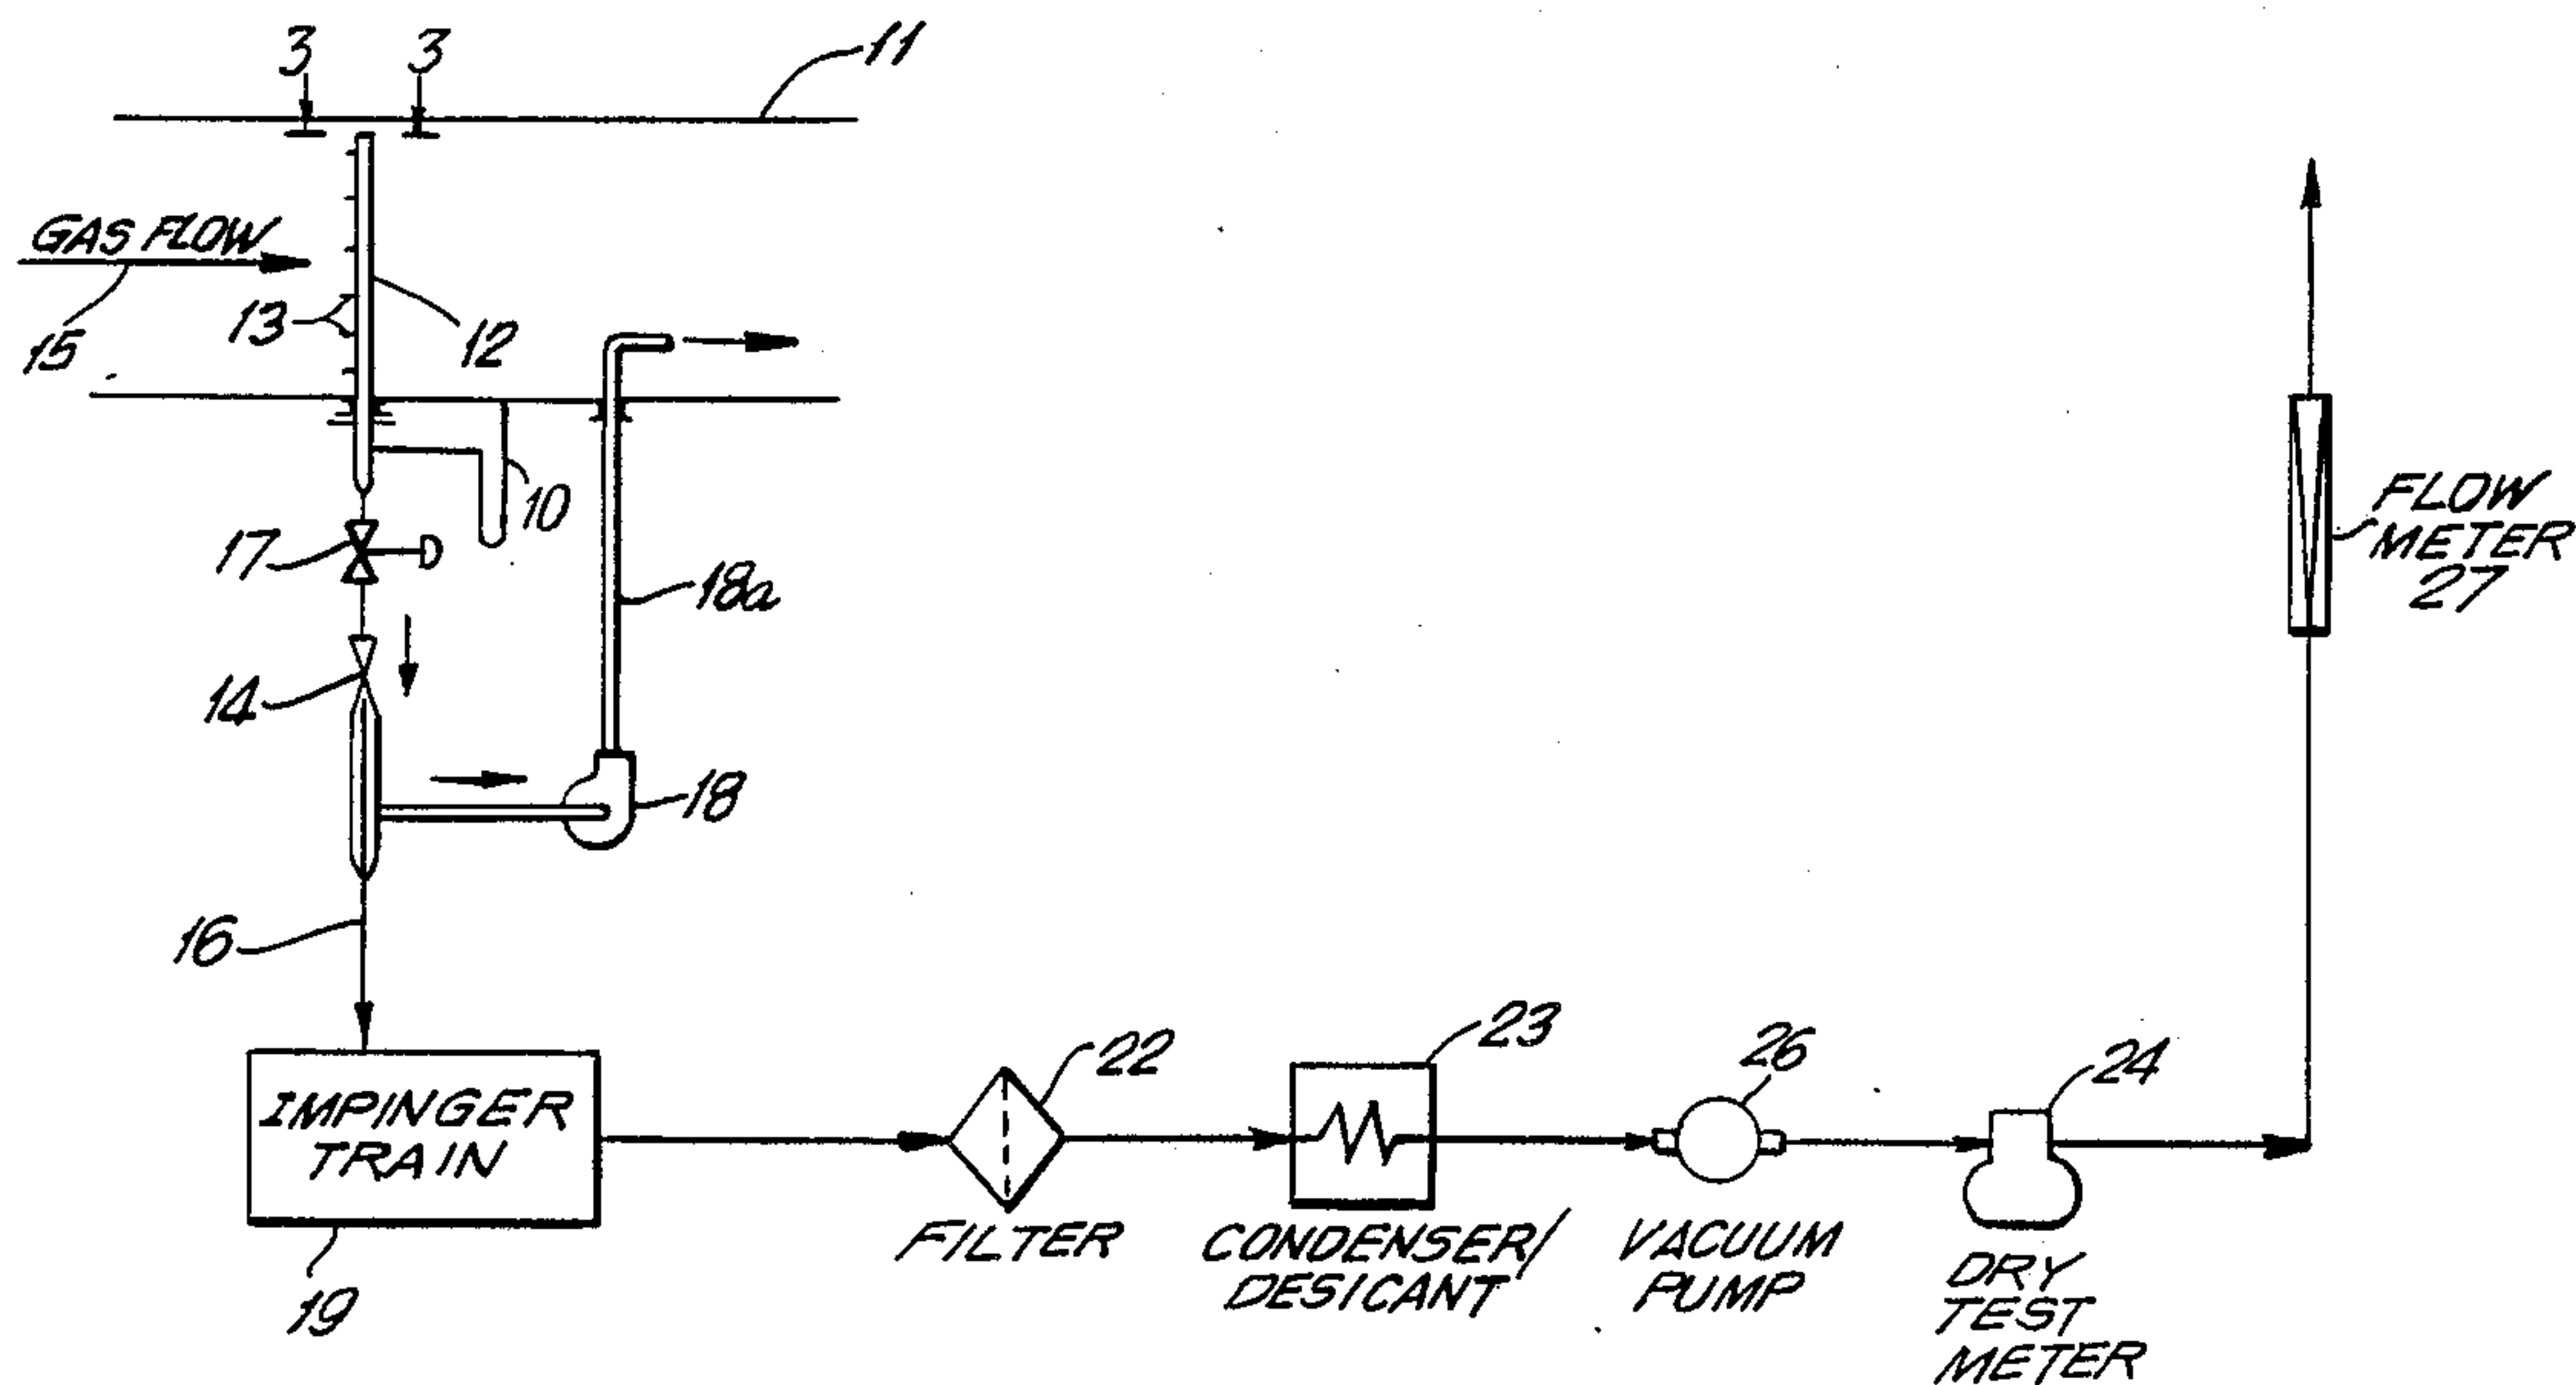 3 3 11
GAS FLOW
15 13 12
10
17
18a
14
18
16
FLOW
METER
27
IMPINGER
TRAIN
19
22
FILTER
23
CONDENSER/
DESICANT
26
VACUUM
PUMP
24
DRY
TEST
METER